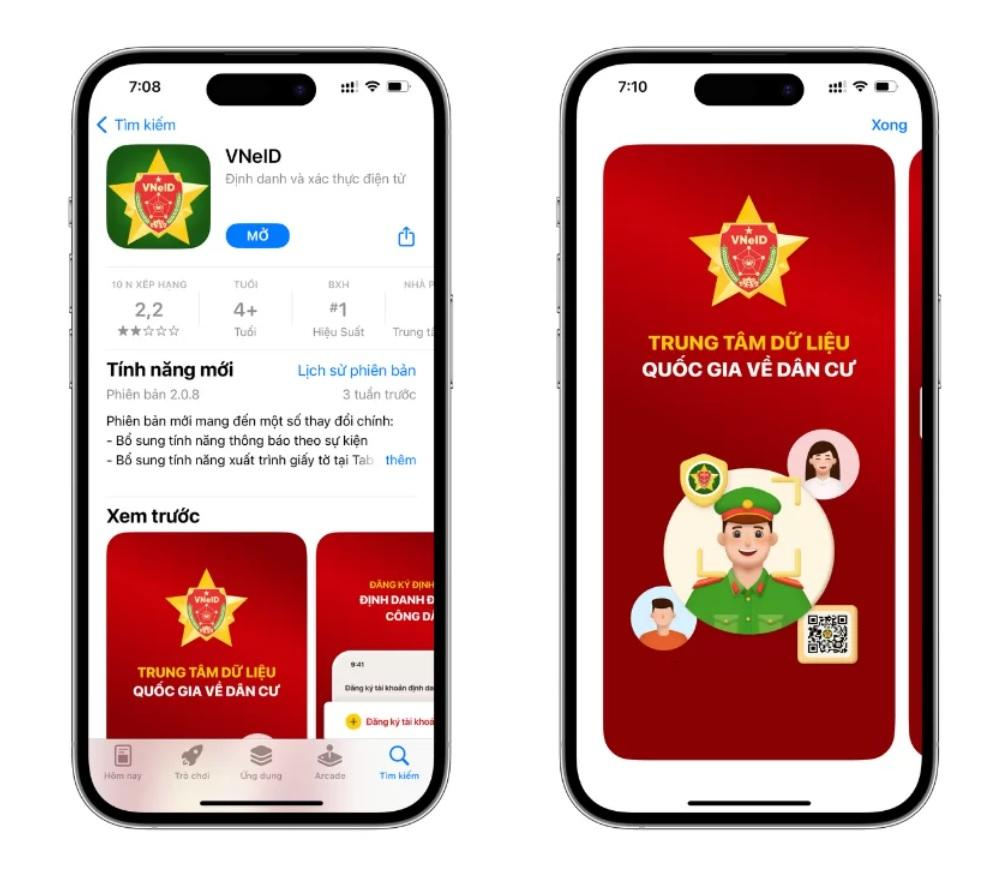 7:08
Tìm kiếm
VNeID
VNeID
Định danh và xác thực điện tử
MỞ
10 N XẾP HẠNG
TUỔI
BXH
NHÀ P
2,2
4+
#1
Tuổi
Hiệu Suất
Trung tâ
Tính năng mới
Lịch sử phiên bản
Phiên bản 2.0.8
3 tuần trước
Phiên bản mới mang đến một số thay đổi chính:
- Bổ sung tính năng thông báo theo sự kiện
- Bổ sung tính năng xuất trình giấy tờ tại Tab
thêm
Xem trước
VNeID
TRUNG TÂM DỮ LIỆU
QUỐC GIA VỀ DÂN CƯ
ĐĂNG KÝ ĐỊNH
ĐỊNH DANH Đ
CÔNG DÂ
9:41
Đăng ký tài khoản định da
Đăng ký tài khoả
Hôm nay
Trò chơi
Ứng dụng
Arcade
Tìm kiếm
7:10
Xong
VNeID
TRUNG TÂM DỮ LIỆU
QUỐC GIA VỀ DÂN CƯ